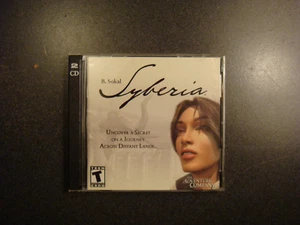 2
CD
B. Sokal
Syberia
UNCOVER A SECRET
ON A JOURNEY
ACROSS DISTANT LANDS
TEEN
T
THE ADVENTURE
COMPANY